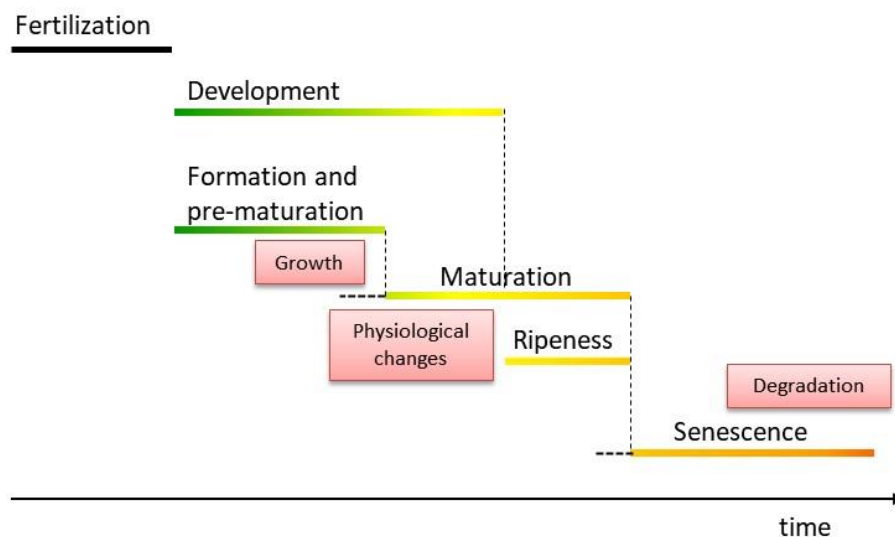 Fertilization
Development
Formation and
pre-maturation
Growth
Maturation
Physiological
changes
Ripeness
Degradation
Senescence
time